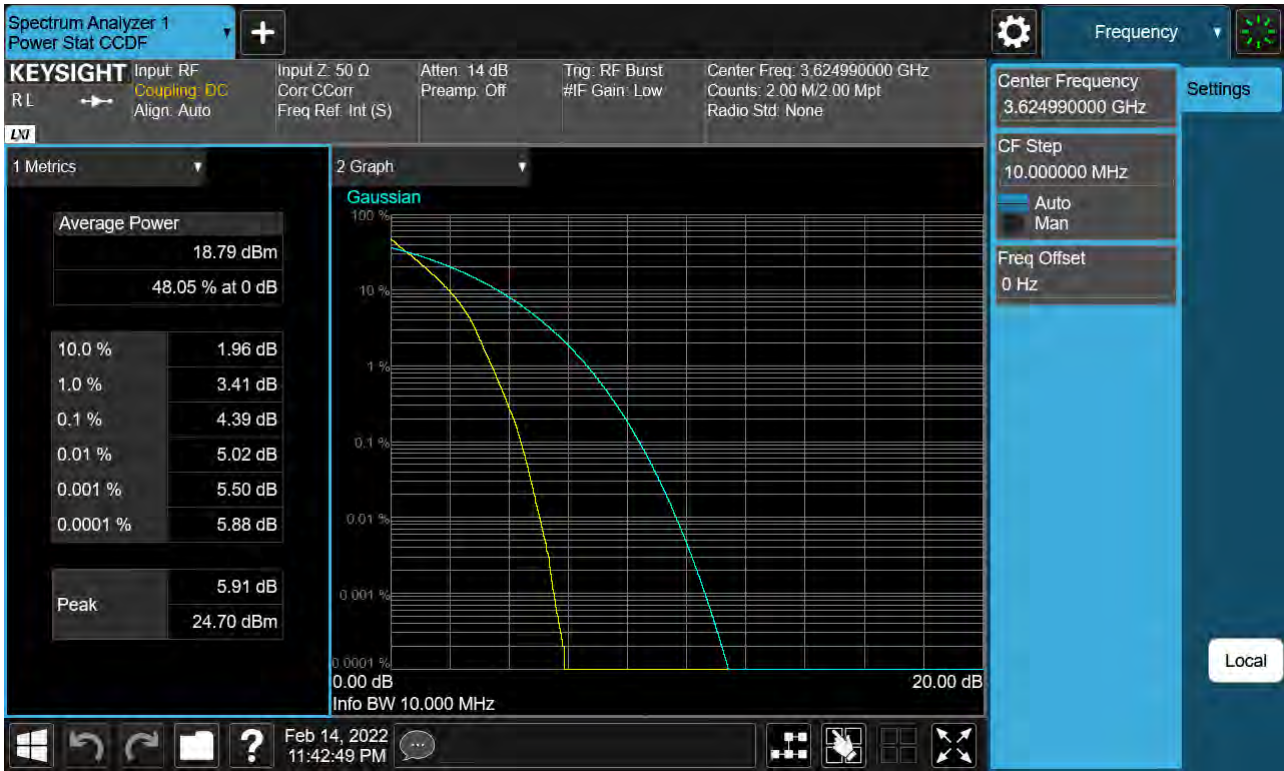 Spectrum Analyzer 1
Power Stat CCDF
Frequency
KEYSIGHT
Input: RF
Coupling: DC
Align: Auto
Input Z: 50 Ω
Corr CCorr
Freq Ref: Int (S)
Atten: 14 dB
Preamp: Off
Trig: RF Burst
#IF Gain: Low
Center Freq: 3.624990000 GHz
Counts: 2.00 M/2.00 Mpt
Radio Std: None
R L
LXI
Center Frequency
3.624990000 GHz
Settings
CF Step
10.000000 MHz
Auto
Man
Freq Offset
0 Hz
1 Metrics
Average Power
18.79 dBm
48.05 % at 0 dB
10.0 % 1.96 dB
1.0 % 3.41 dB
0.1 % 4.39 dB
0.01 % 5.02 dB
0.001 % 5.50 dB
0.0001 % 5.88 dB
Peak
5.91 dB
24.70 dBm
2 Graph
Gaussian
100 %
10 %
1 %
0.1 %
0.01 %
0.001 %
0.0001 %
0.00 dB 20.00 dB
Info BW 10.000 MHz
Local
?
Feb 14, 2022
11:42:49 PM